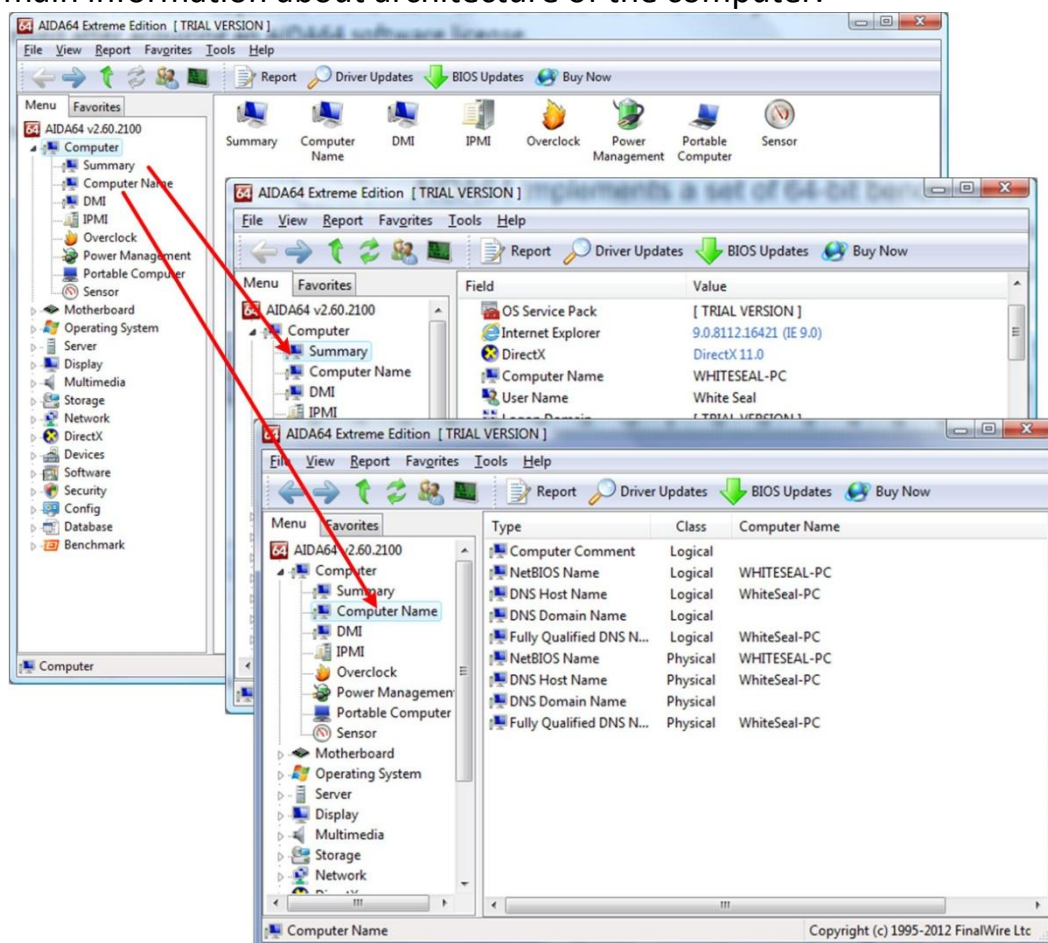 main information about architecture of the computer.
AIDA64 Extreme Edition [ TRIAL VERSION ]
File View Report Favorites Tools Help
Report Driver Updates BIOS Updates Buy Now
Menu Favorites
AIDA64 v2.60.2100
Computer
Summary
Computer Name
DMI
IPMI
Overclock
Power Management
Portable Computer
Sensor
Motherboard
Operating System
Server
Display
Multimedia
Storage
Network
DirectX
Devices
Software
Security
Config
Database
Benchmark
Computer
Summary Computer Name DMI IPMI Overclock Power Management Portable Computer Sensor
AIDA64 Extreme Edition [ TRIAL VERSION ]
implements a set of 64-bit
File View Report Favorites Tools Help
Report Driver Updates BIOS Updates Buy Now
Menu Favorites
AIDA64 v2.60.2100
Computer
Summary
Computer Name
DMI
IPMI
Field Value
OS Service Pack [ TRIAL VERSION ]
Internet Explorer 9.0.8112.16421 (IE 9.0)
DirectX DirectX 11.0
Computer Name WHITESEAL-PC
User Name White Seal
Logon Domain [ TRIAL VERSION ]
AIDA64 Extreme Edition [ TRIAL VERSION ]
File View Report Favorites Tools Help
Report Driver Updates BIOS Updates Buy Now
Menu Favorites
AIDA64 v2.60.2100
Computer
Summary
Computer Name
DMI
IPMI
Overclock
Power Managemen
Portable Computer
Sensor
Motherboard
Operating System
Server
Display
Multimedia
Storage
Network
DirectX
Type Class Computer Name
Computer Comment Logical
NetBIOS Name Logical WHITESEAL-PC
DNS Host Name Logical WhiteSeal-PC
DNS Domain Name Logical
Fully Qualified DNS N... Logical WhiteSeal-PC
NetBIOS Name Physical WHITESEAL-PC
DNS Host Name Physical WhiteSeal-PC
DNS Domain Name Physical
Fully Qualified DNS N... Physical WhiteSeal-PC
Computer Name Copyright (c) 1995-2012 FinalWire Ltc